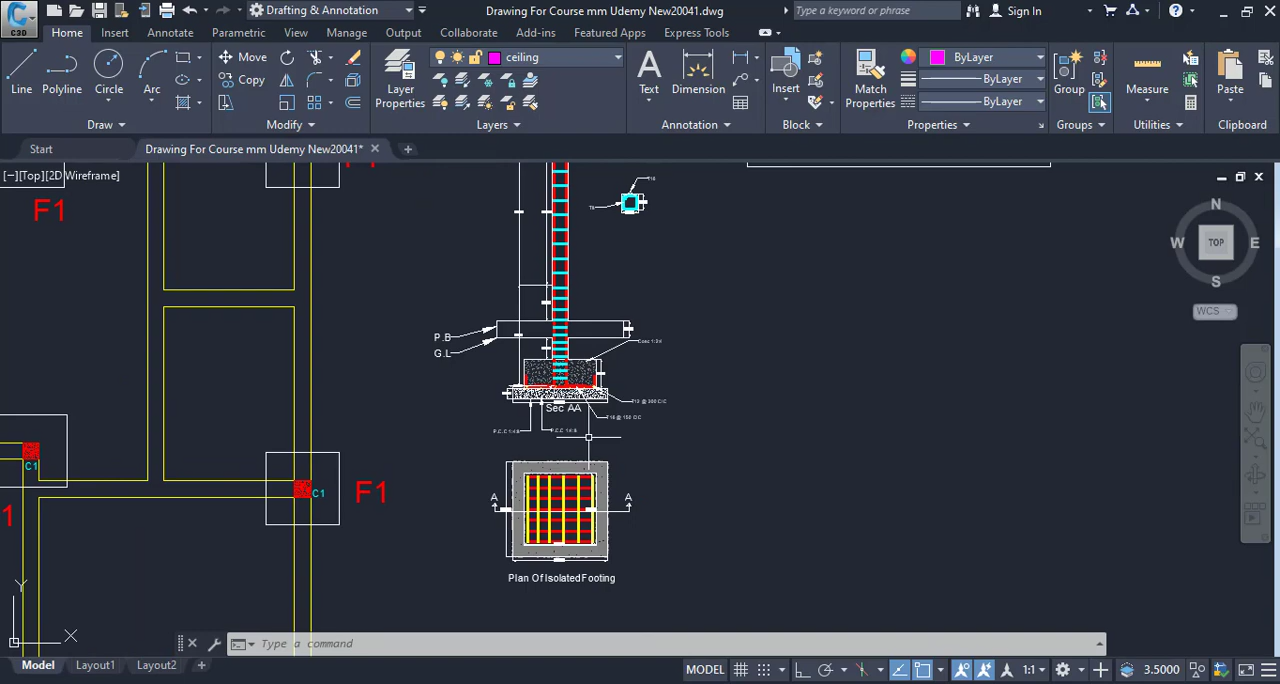 C3D Drafting & Annotation Drawing For Course mm Udemy New20041.dwg Type a keyword or phrase Sign In
Home Insert Annotate Parametric View Manage Output Collaborate Add-ins Featured Apps Express Tools
Move ceiling ByLayer
Line Polyline Circle Arc Copy Layer Properties Text Dimension Insert Match Properties ByLayer Group Measure Paste
ByLayer
Draw Modify Layers Annotation Block Properties Groups Utilities Clipboard
Start Drawing For Course mm Udemy New20041*
[−][Top][2D Wireframe]
F1
N
W TOP E
S
WCS
P.B
G.L
Sec AA
C1
C1 F1
1
A A
Plan Of Isolated Footing
Y
X
Type a command
Model Layout1 Layout2 MODEL 1:1 3.5000